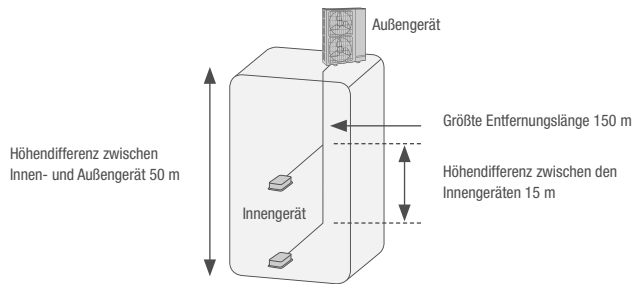 Außengerät
Größte Entfernungslänge 150 m
Höhendifferenz zwischen
Innen- und Außengerät 50 m
Höhendifferenz zwischen den
Innengeräten 15 m
Innengerät